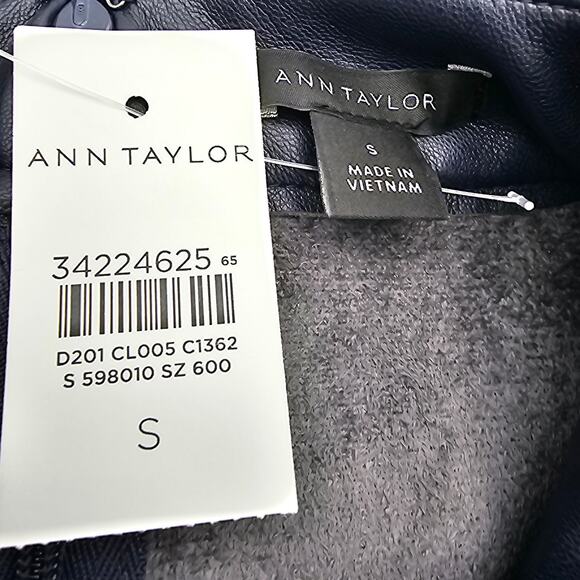 ANN TAYLOR
34224625 65
D201 CL005 C1362
S 598010 SZ 600
S
ANN TAYLOR
S
MADE IN
VIETNAM